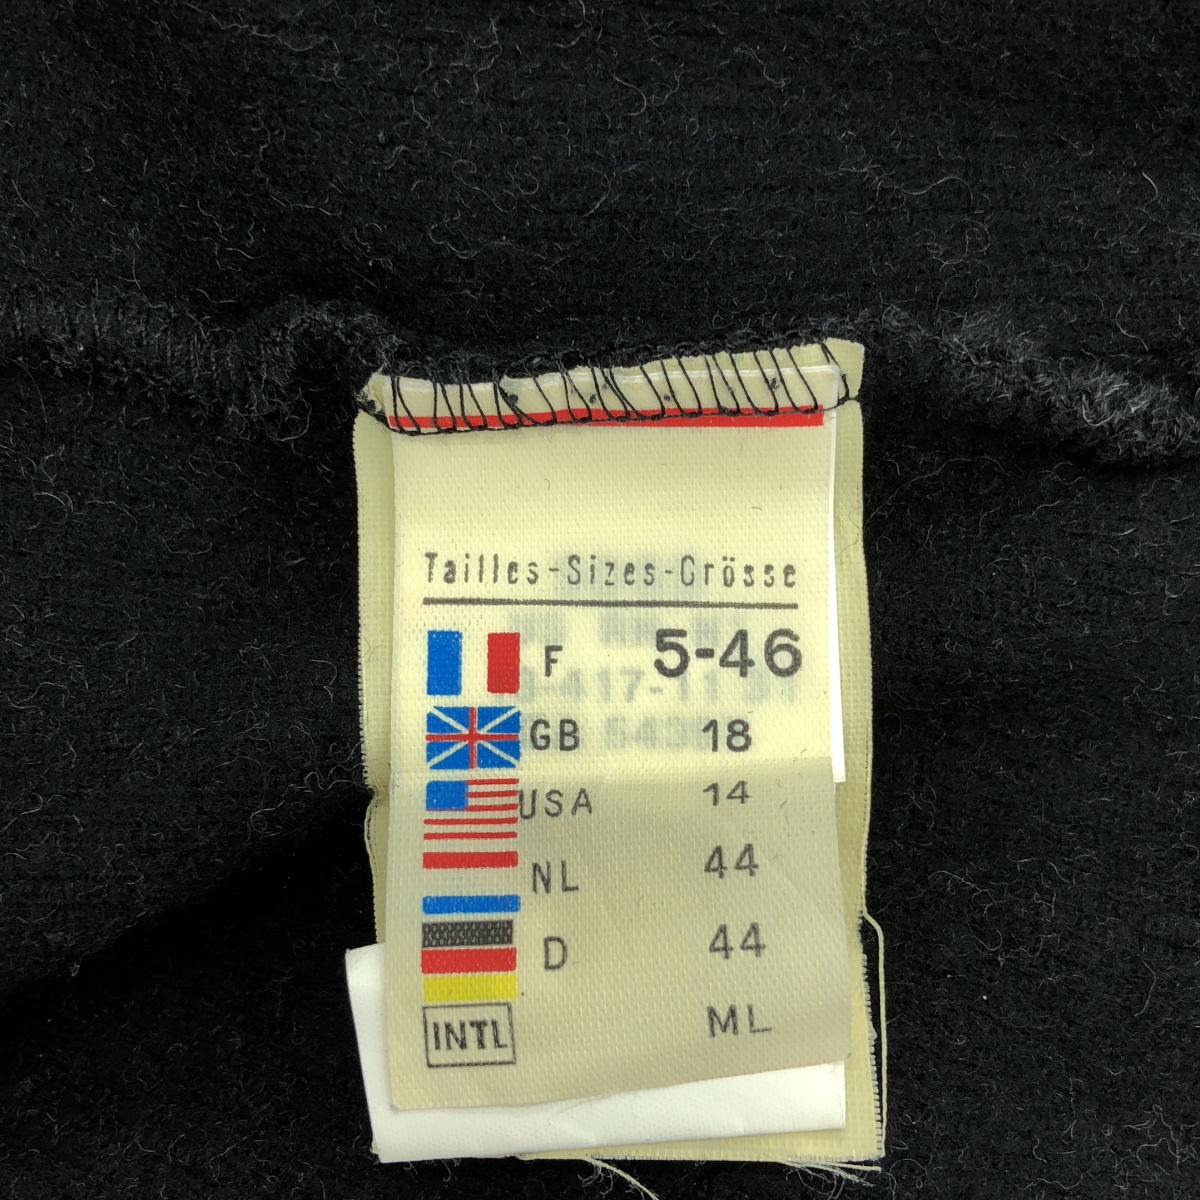 Tailles-Sizes-Grösse
F 5-46
GB 18
USA 14
NL 44
D 44
INTL ML